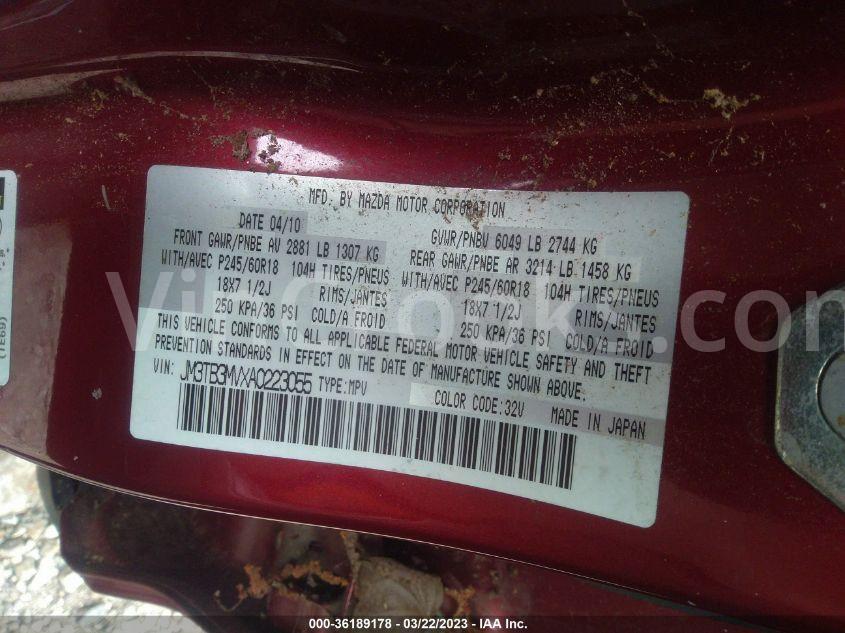 MFD. BY MAZDA MOTOR CORPORATION
DATE 04/10
GVWR/PNBV 6049 LB 2744 KG
FRONT GAWR/PNBE AV 2881 LB 1307 KG
REAR GAWR/PNBE AR 3214 LB 1458 KG
WITH/AVEC P245/60R18 104H TIRES/PNEUS
WITH/AVEC P245/60R18 104H TIRES/PNEUS
18X7 1/2J RIMS/JANTES
18X7 1/2J RIMS/JANTES
250 KPA/36 PSI COLD/A FROID
250 KPA/36 PSI COLD/A FROID
THIS VEHICLE CONFORMS TO ALL APPLICABLE FEDERAL MOTOR VEHICLE SAFETY AND THEFT
PREVENTION STANDARDS IN EFFECT ON THE DATE OF MANUFACTURE SHOWN ABOVE.
VIN: JM3TB3MVXA0223055 TYPE:MPV
COLOR CODE:32V MADE IN JAPAN
(TE69)
000-36189178 - 03/22/2023 - IAA Inc.